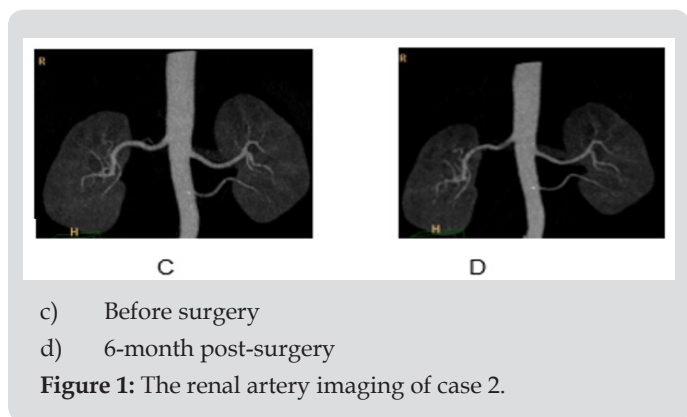 R
R
H
H
C
D
c) Before surgery
d) 6-month post-surgery
Figure 1: The renal artery imaging of case 2.